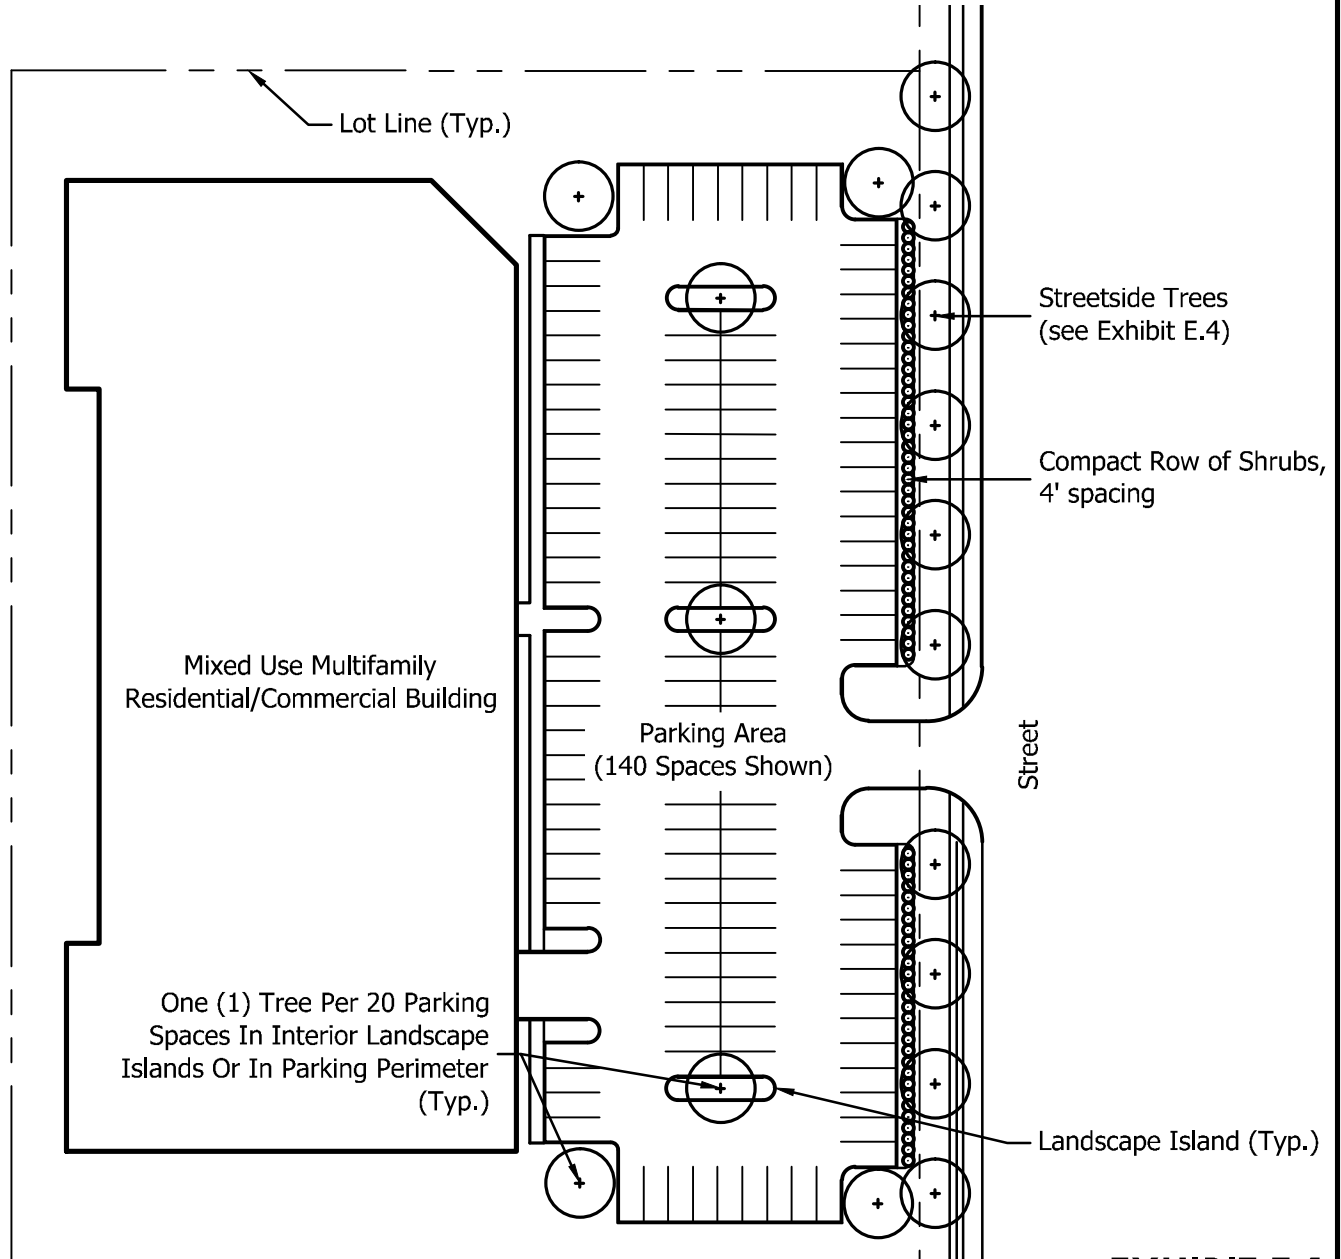 Lot Line (Typ.)
Streetside Trees
(see Exhibit E.4)
Compact Row of Shrubs,
4' spacing
Mixed Use Multifamily
Residential/Commercial Building
Parking Area
(140 Spaces Shown)
Street
One (1) Tree Per 20 Parking
Spaces In Interior Landscape
Islands Or In Parking Perimeter
(Typ.)
Landscape Island (Typ.)